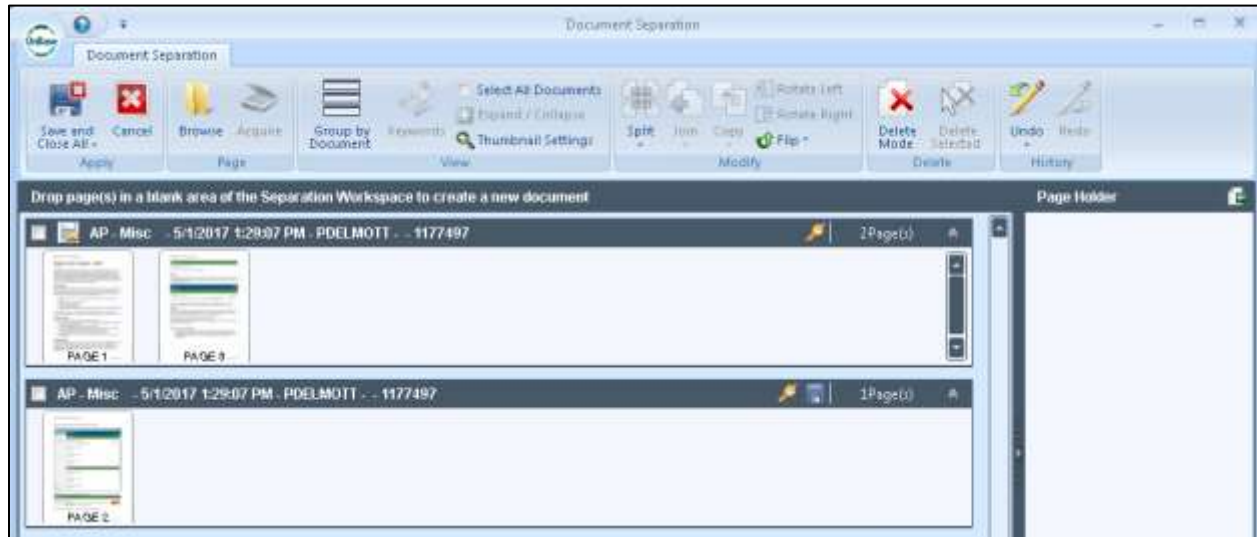 Document Separation
OnBase
Document Separation
Save and Close All
Cancel
Browse
Acquire
Group by Document
Keywords
Select All Documents
Expand / Collapse
Thumbnail Settings
Split
Join
Copy
Rotate Left
Rotate Right
Flip
Delete Mode
Delete Selected
Undo
Redo
Apply
Page
View
Modify
Delete
History
Drop page(s) in a blank area of the Separation Workspace to create a new document
Page Holder
AP - Misc - 5/1/2017 1:29:07 PM - PDELMOTT - - 1177497
2Page(s)
PAGE 1
PAGE 3
AP - Misc - 5/1/2017 1:29:07 PM - PDELMOTT - - 1177497
1Page(s)
PAGE 2